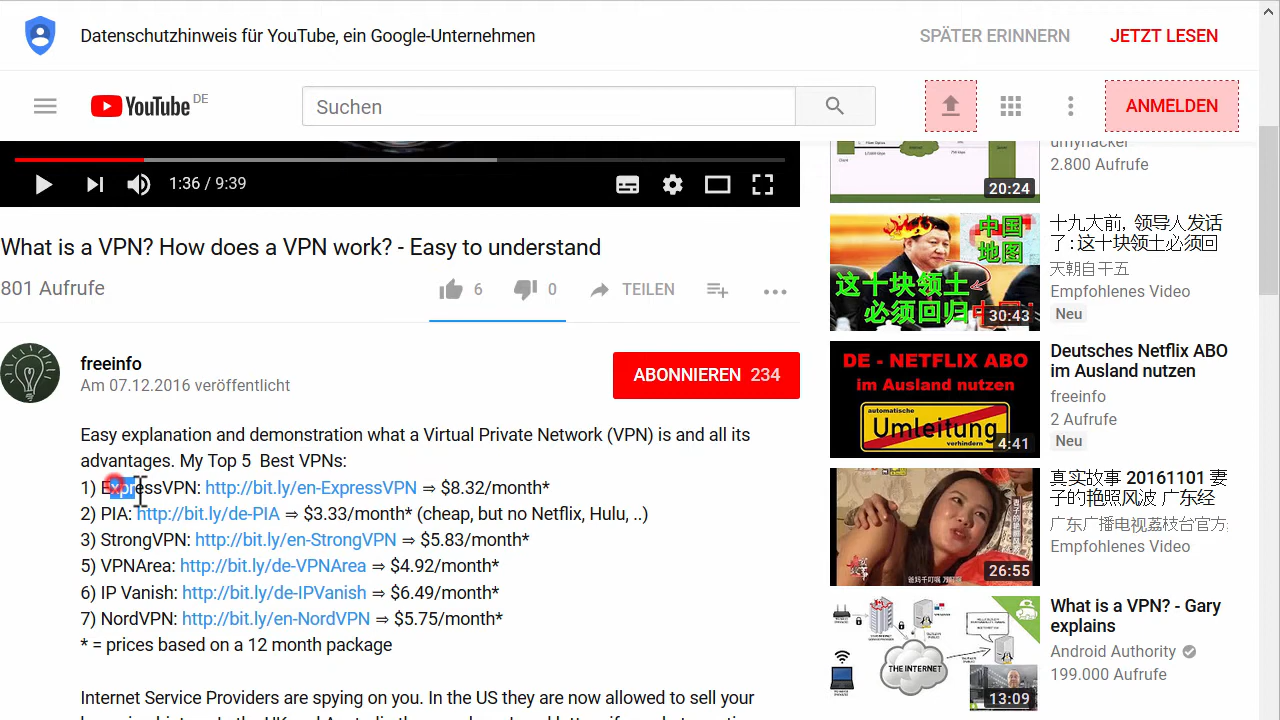 Datenschutzhinweis für YouTube, ein Google-Unternehmen
SPÄTER ERINNERN
JETZT LESEN
YouTube DE
Suchen
ANMELDEN
1:36 / 9:39
What is a VPN? How does a VPN work? - Easy to understand
801 Aufrufe
6
0
TEILEN
freeinfo
Am 07.12.2016 veröffentlicht
ABONNIEREN 234
Easy explanation and demonstration what a Virtual Private Network (VPN) is and all its
advantages. My Top 5 Best VPNs:
1) ExpressVPN: http://bit.ly/en-ExpressVPN ⇒ $8.32/month*
2) PIA: http://bit.ly/de-PIA ⇒ $3.33/month* (cheap, but no Netflix, Hulu, ..)
3) StrongVPN: http://bit.ly/en-StrongVPN ⇒ $5.83/month*
5) VPNArea: http://bit.ly/de-VPNArea ⇒ $4.92/month*
6) IP Vanish: http://bit.ly/de-IPVanish ⇒ $6.49/month*
7) NordVPN: http://bit.ly/en-NordVPN ⇒ $5.75/month*
* = prices based on a 12 month package
Internet Service Providers are spying on you. In the US they are now allowed to sell your
20:24
umyhacker
2.800 Aufrufe
中国
地图
这十块领土
必须回归
30:43
十九大前, 领导人发话
了: 这十块领土必须回
天朝自干五
Empfohlenes Video
Neu
DE - NETFLIX ABO
im Ausland nutzen
automatische
Umleitung
verhindern
4:41
Deutsches Netflix ABO
im Ausland nutzen
freeinfo
2 Aufrufe
Neu
26:55
真实故事 20161101 妻
子的艳照风波 广东经
广东广播电视荔枝台官方
Empfohlenes Video
THE INTERNET
13:09
What is a VPN? - Gary
explains
Android Authority
199.000 Aufrufe